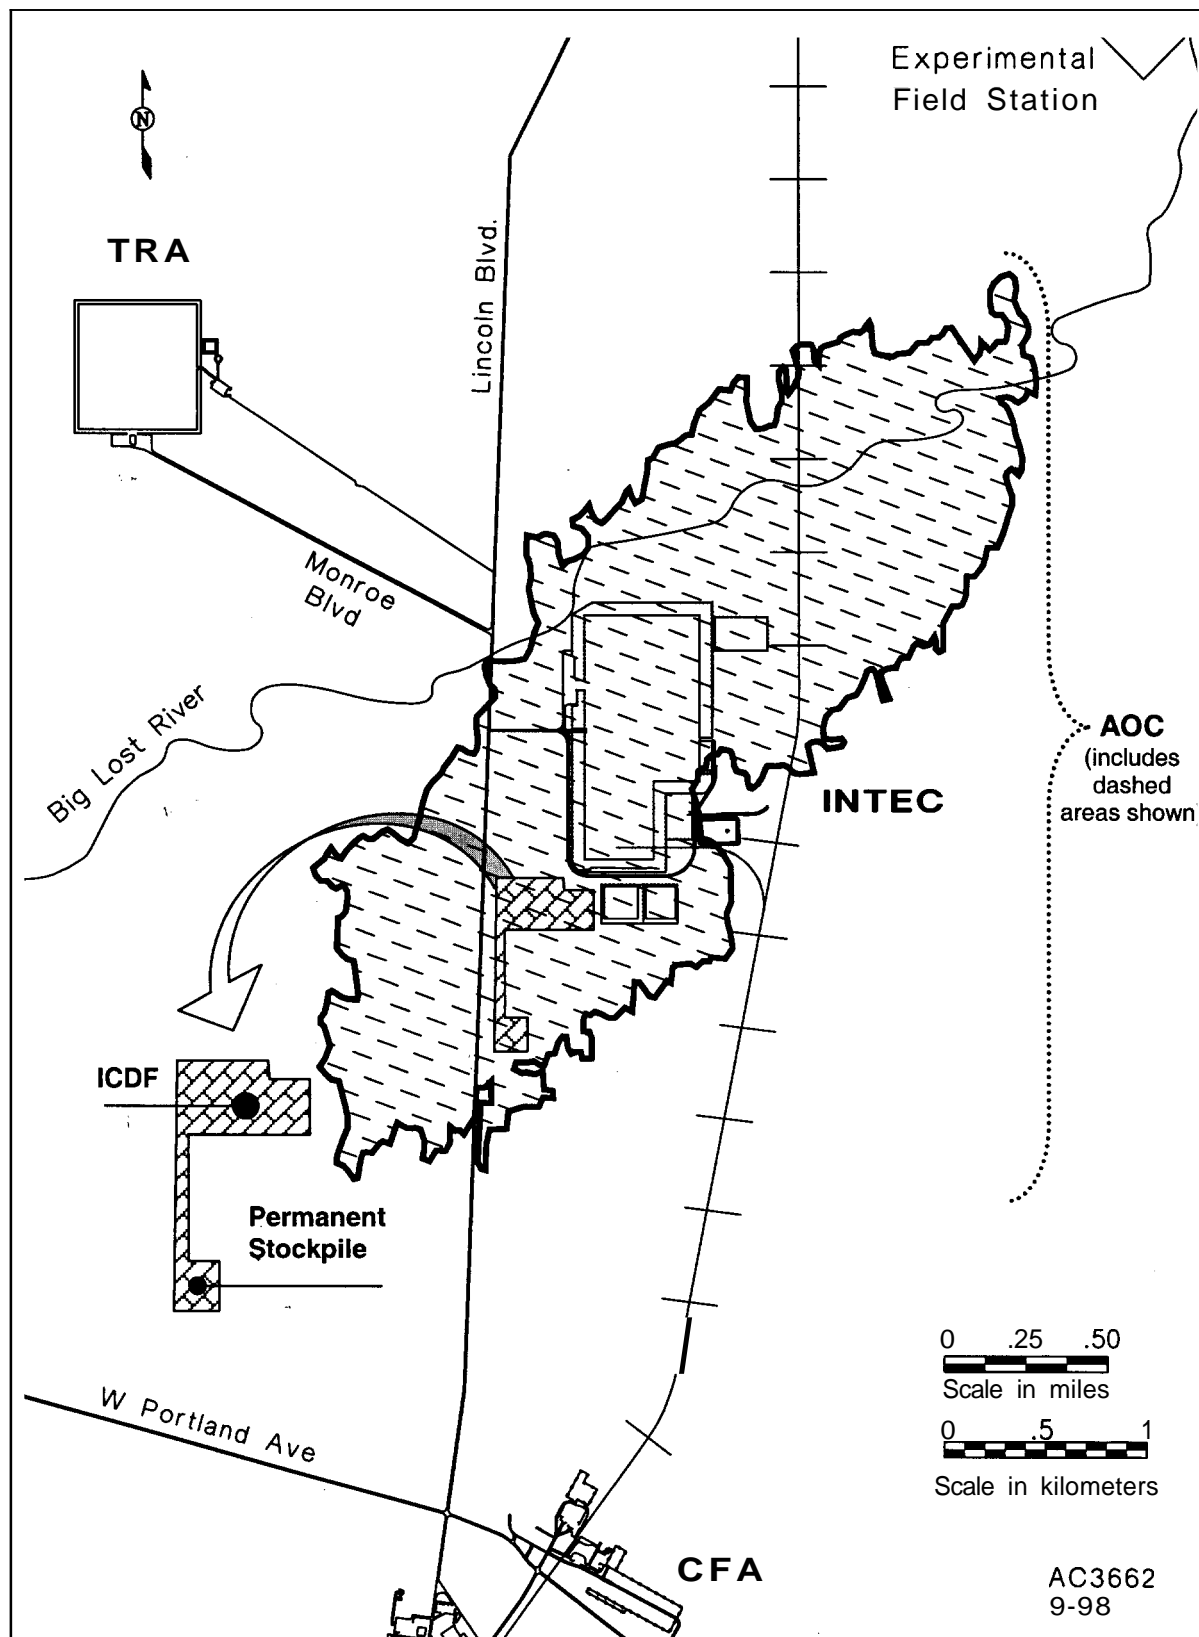 Experimental
Field Station
N
TRA
Lincoln Blvd.
Monroe
Blvd
Big Lost River
AOC
(includes
dashed
areas shown)
INTEC
ICDF
Permanent
Stockpile
0 .25 .50
Scale in miles
0 .5 1
Scale in kilometers
W Portland Ave
CFA
AC3662
9-98